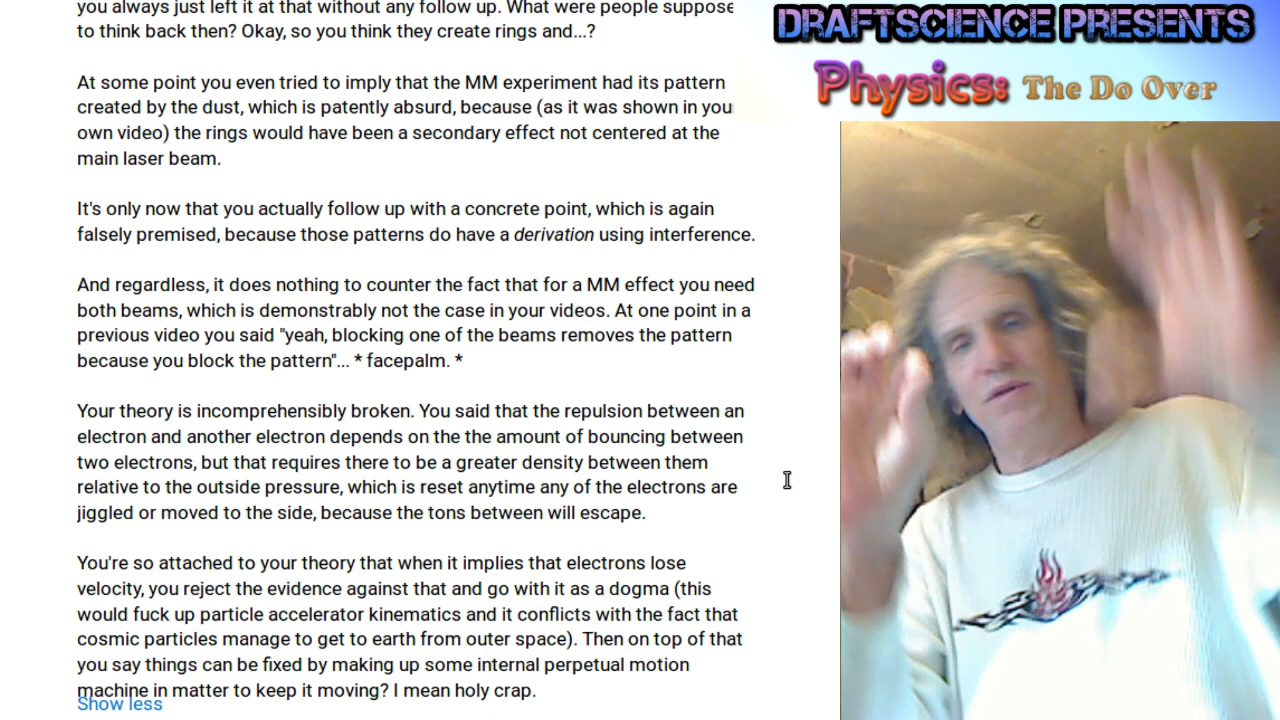 you always just left it at that without any follow up. What were people suppose
to think back then? Okay, so you think they create rings and...?
At some point you even tried to imply that the MM experiment had its pattern
created by the dust, which is patently absurd, because (as it was shown in you
own video) the rings would have been a secondary effect not centered at the
main laser beam.
It's only now that you actually follow up with a concrete point, which is again
falsely premised, because those patterns do have a derivation using interference.
And regardless, it does nothing to counter the fact that for a MM effect you need
both beams, which is demonstrably not the case in your videos. At one point in a
previous video you said "yeah, blocking one of the beams removes the pattern
because you block the pattern"... * facepalm. *
Your theory is incomprehensibly broken. You said that the repulsion between an
electron and another electron depends on the the amount of bouncing between
two electrons, but that requires there to be a greater density between them
relative to the outside pressure, which is reset anytime any of the electrons are
jiggled or moved to the side, because the tons between will escape.
You're so attached to your theory that when it implies that electrons lose
velocity, you reject the evidence against that and go with it as a dogma (this
would fuck up particle accelerator kinematics and it conflicts with the fact that
cosmic particles manage to get to earth from outer space). Then on top of that
you say things can be fixed by making up some internal perpetual motion
machine in matter to keep it moving? I mean holy crap.
Show less
DRAFTSCIENCE PRESENTS
Physics: The Do Over